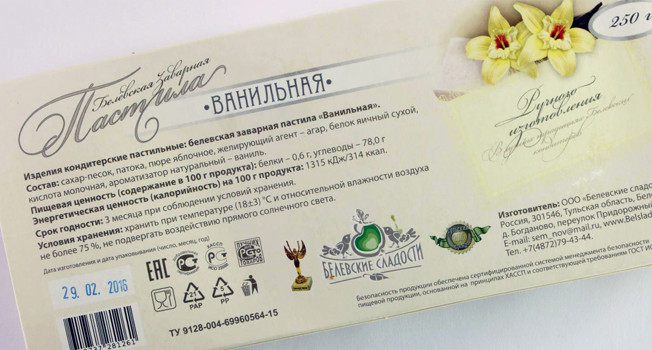 250 г
Белевская заварная
Пастила
•ВАНИЛЬНАЯ•
Ручного
изготовления
Изделия кондитерские пастильные: белевская заварная пастила «Ванильная».
Состав: сахар-песок, патока, пюре яблочное, желирующий агент – агар, белок яичный сухой,
кислота молочная, ароматизатор натуральный – ваниль.
Пищевая ценность (содержание в 100 г продукта): белки – 0,6 г, углеводы – 78,0 г
Энергетическая ценность (калорийность) на 100 г продукта: 1315 кДж/314 ккал.
Срок годности: 3 месяца при соблюдении условий хранения.
Условия хранения: хранить при температуре (18±3) °С и относительной влажности воздуха
не более 75 %, не подвергать воздействию прямого солнечного света.
Дата изготовления и дата упаковывания (число, месяц, год)
29. 02. 2016
EAC
РСТ
21
PAP
5
PP
БЕЛЕВСКИЕ СЛАДОСТИ
ТУ 9128-004-69960564-15
Изготовитель: ООО «Белевские сладо
Россия, 301546, Тульская область, Бел
д. Богданово, переулок Придорожный
E-mail: sem_nov@mail.ru, www.Belslad
Тел.+7(4872)79-43-44.
Безопасность продукции обеспечена сертифицированной системой менеджмента безопасности
пищевой продукции, основанной на принципах ХАССП и соответствующей требованиям ГОСТ ИС